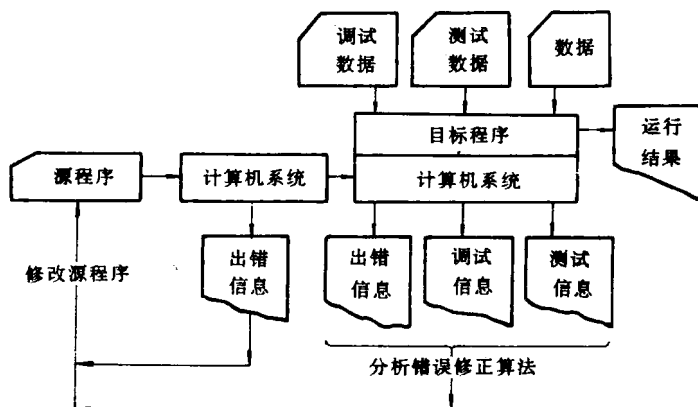 调试
数据
测试
数据
数据
目标程序
运行
结果
源程序
计算机系统
计算机系统
修改源程序
出错
信息
出错
信息
调试
信息
测试
信息
分析错误修正算法